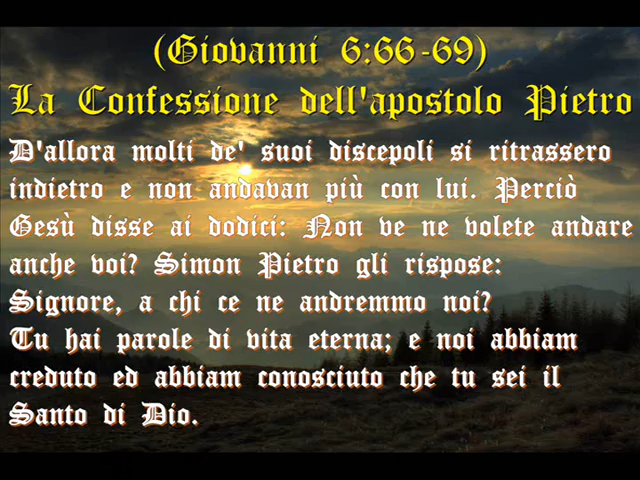 (Giovanni 6:66-69)
La Confessione dell'apostolo Pietro
D'allora molti de' suoi discepoli si ritrassero
indietro e non andavan più con lui. Perciò
Gesù disse ai dodici: Non ve ne volete andare
anche voi? Simon Pietro gli rispose:
Signore, a chi ce ne andremmo noi?
Tu hai parole di vita eterna; e noi abbiam
creduto ed abbiam conosciuto che tu sei il
Santo di Dio.